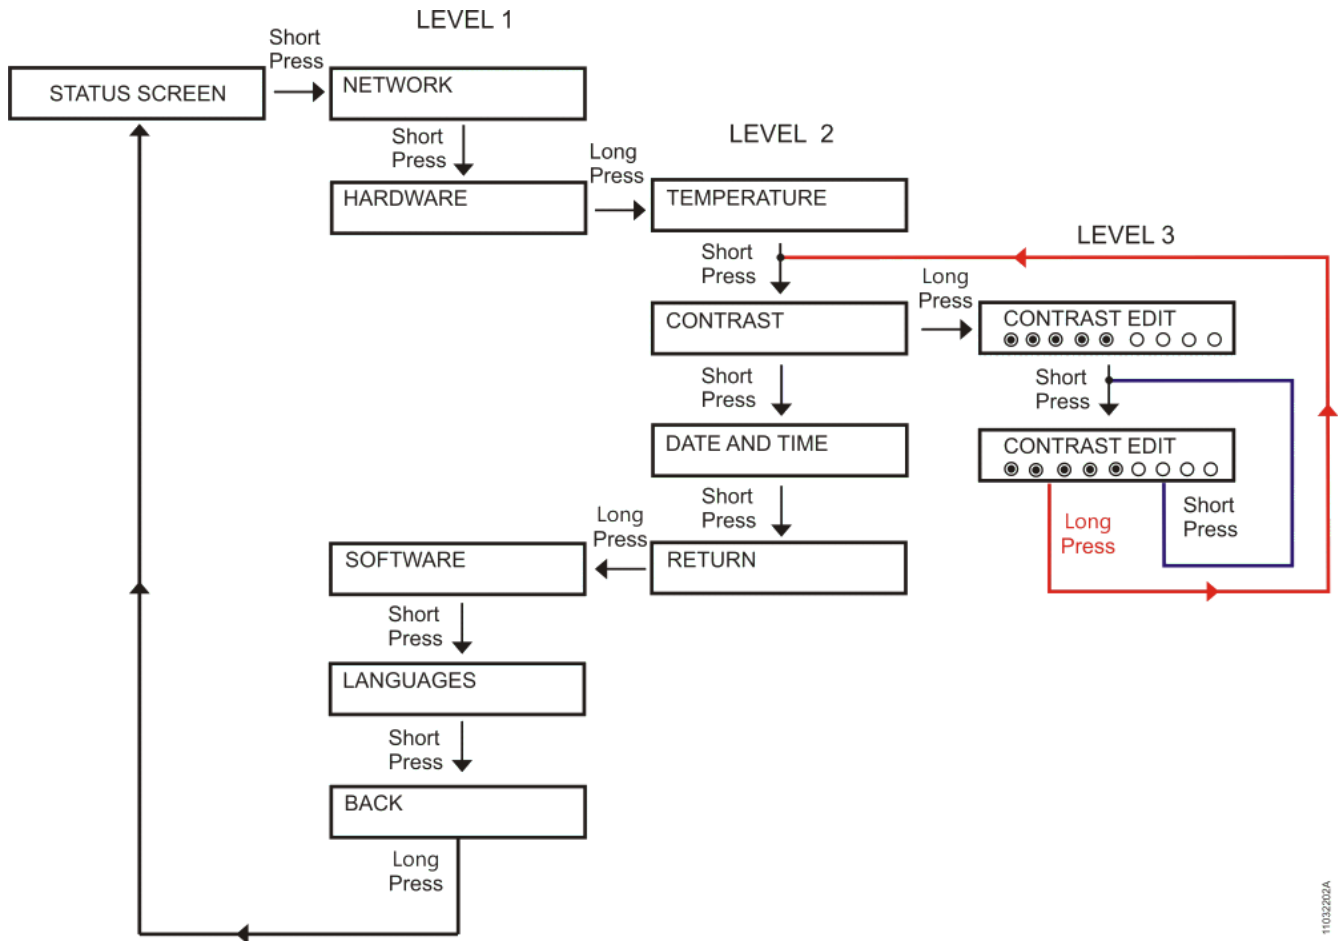 LEVEL 1
Short
Press
STATUS SCREEN
NETWORK
Short
Press
LEVEL 2
Long
Press
HARDWARE
TEMPERATURE
LEVEL 3
Short
Press
Long
Press
CONTRAST
CONTRAST EDIT
Short
Press
Short
Press
DATE AND TIME
CONTRAST EDIT
Short
Press
Short
Press
Long
Press
Long
Press
SOFTWARE
RETURN
Short
Press
LANGUAGES
Short
Press
BACK
Long
Press
11032202A